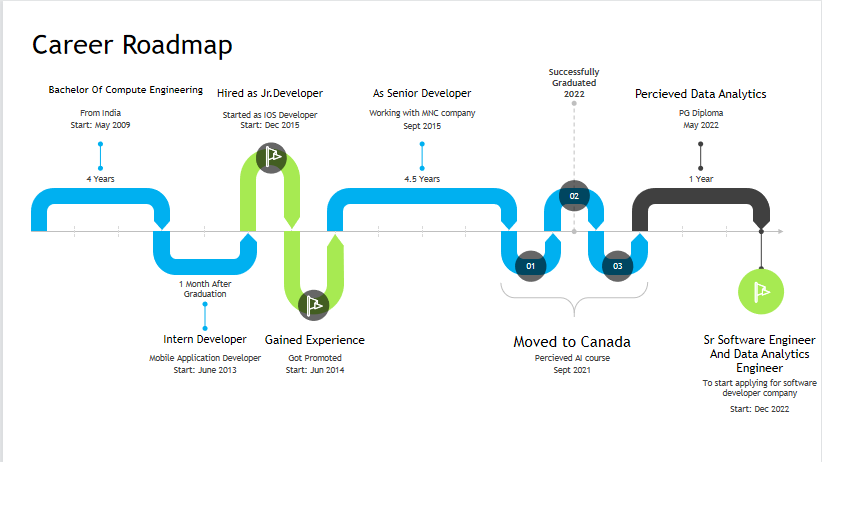 Career Roadmap
Bachelor Of Compute Engineering
From India
Start: May 2009
4 Years
1 Month After
Graduation
Intern Developer
Mobile Application Developer
Start: June 2013
Hired as Jr.Developer
Started as IOS Developer
Start: Dec 2015
Gained Experience
Got Promoted
Start: Jun 2014
As Senior Developer
Working with MNC company
Sept 2015
4.5 Years
Successfully
Graduated
2022
01
02
03
Moved to Canada
Percieved AI course
Sept 2021
Percieved Data Analytics
PG Diploma
May 2022
1 Year
Sr Software Engineer
And Data Analytics
Engineer
To start applying for software
developer company
Start: Dec 2022